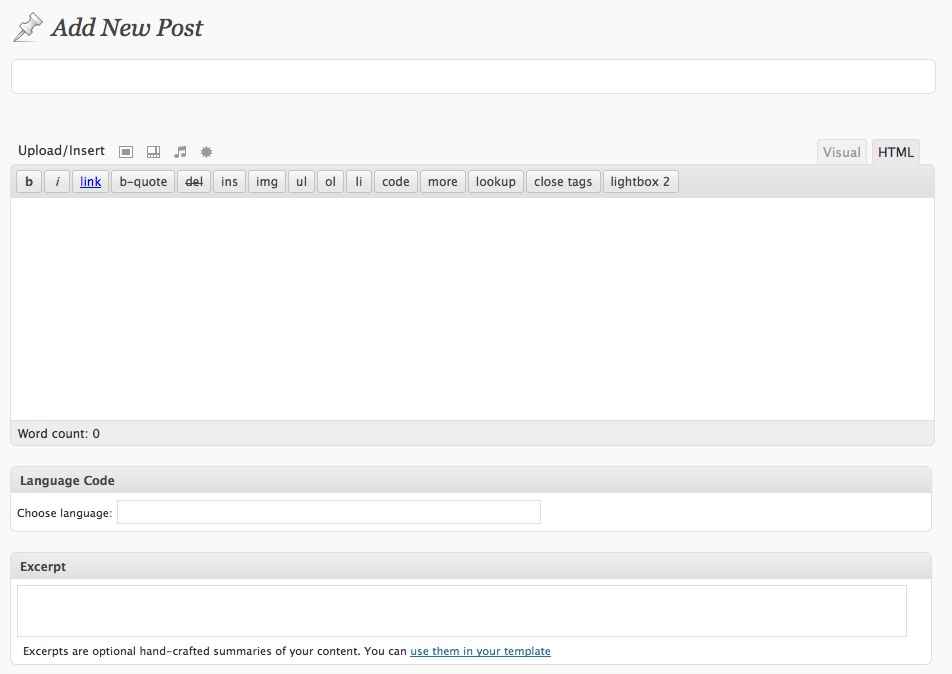 Add New Post
Upload/Insert Visual HTML
b i link b-quote del ins img ul ol li code more lookup close tags lightbox 2
Word count: 0
Language Code
Choose language:
Excerpt
Excerpts are optional hand-crafted summaries of your content. You can use them in your template